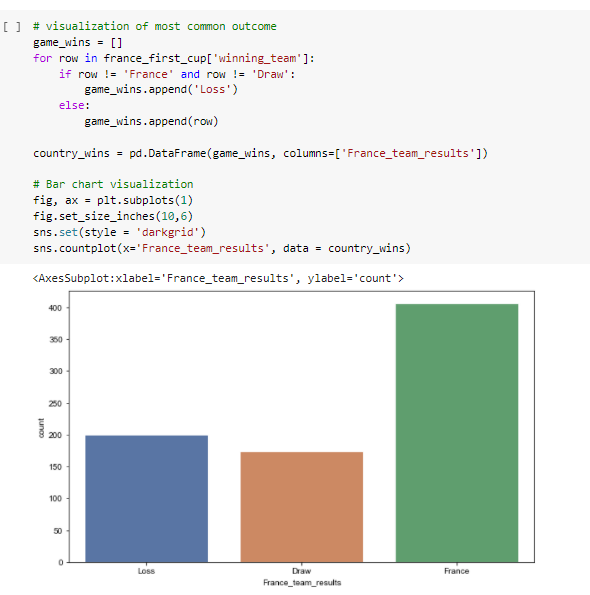 [ ] # visualization of most common outcome
game_wins = []
for row in france_first_cup['winning_team']:
    if row != 'France' and row != 'Draw':
        game_wins.append('Loss')
    else:
        game_wins.append(row)
country_wins = pd.DataFrame(game_wins, columns=['France_team_results'])
# Bar chart visualization
fig, ax = plt.subplots(1)
fig.set_size_inches(10,6)
sns.set(style = 'darkgrid')
sns.countplot(x='France_team_results', data = country_wins)
<AxesSubplot:xlabel='France_team_results', ylabel='count'>
400
350
300
250
200
150
100
50
0
count
Loss Draw France
France_team_results